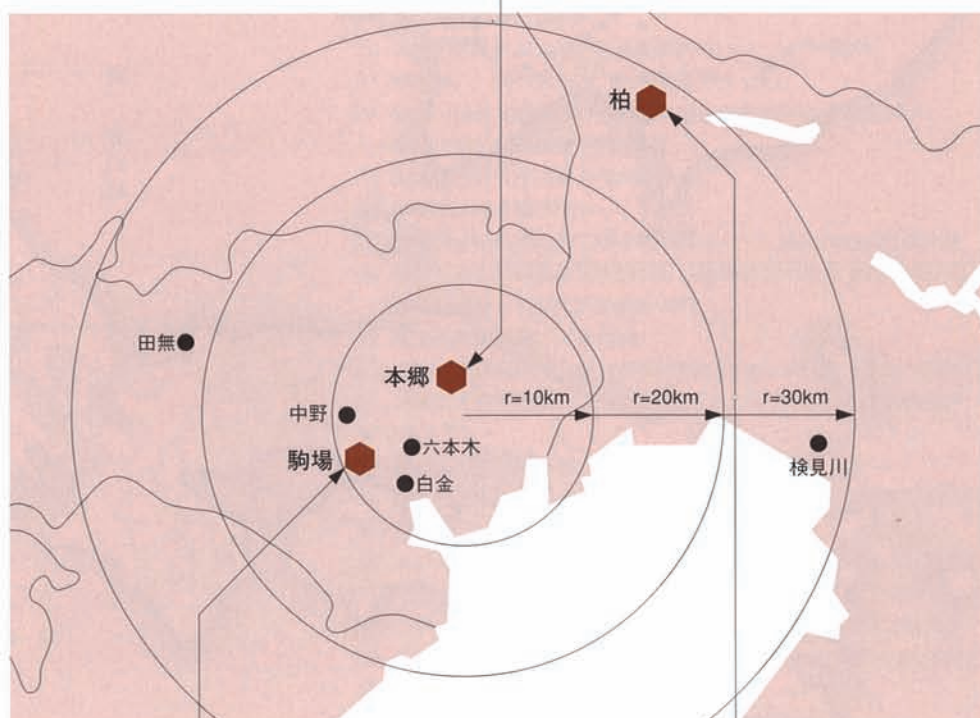 柏
田無
本郷
r=10km
r=20km
r=30km
中野
六本木
駒場
検見川
白金